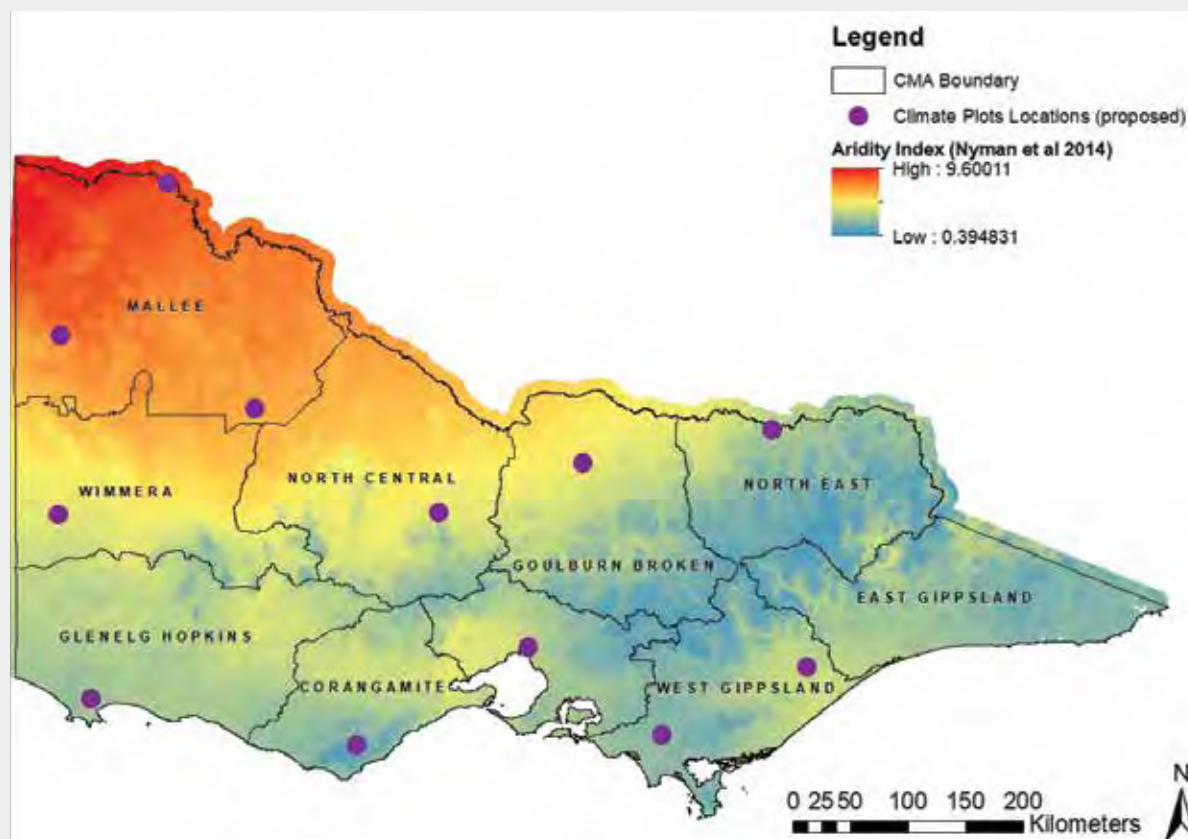 Legend
CMA Boundary
Climate Plots Locations (proposed)
Aridity Index (Nyman et al 2014)
High : 9.60011
Low : 0.394831
MALLEE
WIMMERA
NORTH CENTRAL
NORTH EAST
GOULBURN BROKEN
EAST GIPPSLAND
GLENELG HOPKINS
CORANGAMITE
WEST GIPPSLAND
N
0 25 50 100 150 200
Kilometers